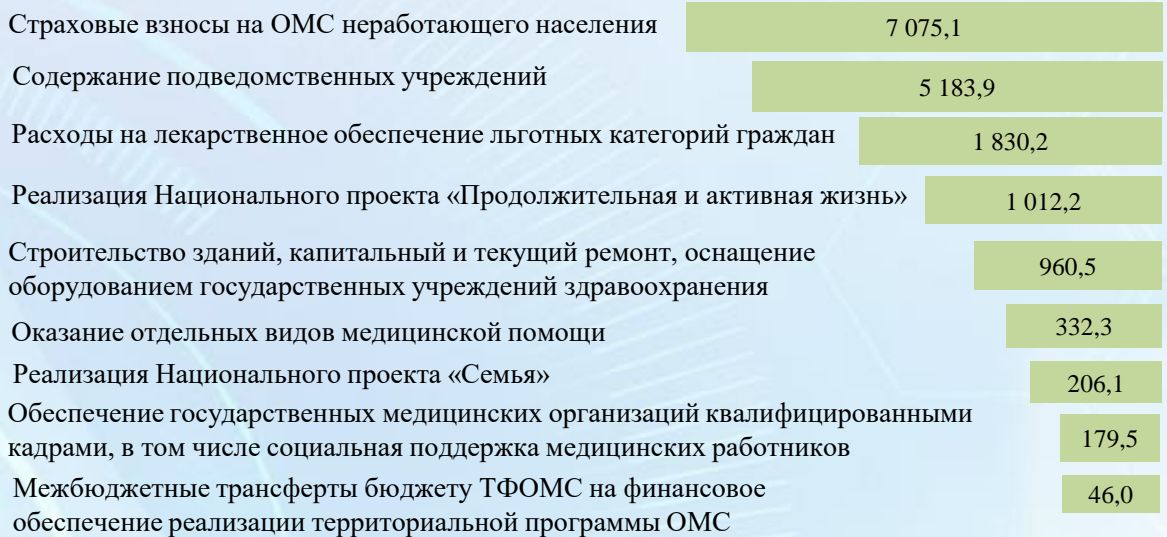 Страховые взносы на ОМС неработающего населения 7 075,1
Содержание подведомственных учреждений 5 183,9
Расходы на лекарственное обеспечение льготных категорий граждан 1 830,2
Реализация Национального проекта «Продолжительная и активная жизнь» 1 012,2
Строительство зданий, капитальный и текущий ремонт, оснащение
оборудованием государственных учреждений здравоохранения 960,5
Оказание отдельных видов медицинской помощи 332,3
Реализация Национального проекта «Семья» 206,1
Обеспечение государственных медицинских организаций квалифицированными
кадрами, в том числе социальная поддержка медицинских работников 179,5
Межбюджетные трансферты бюджету ТФОМС на финансовое
обеспечение реализации территориальной программы ОМС 46,0